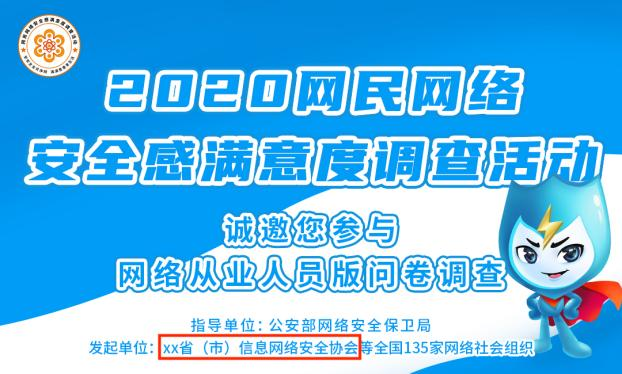 2020网民网络
安全感满意度调查活动
诚邀您参与
网络从业人员版问卷调查
指导单位：公安部网络安全保卫局
发起单位：xx省（市）信息网络安全协会等全国135家网络社会组织